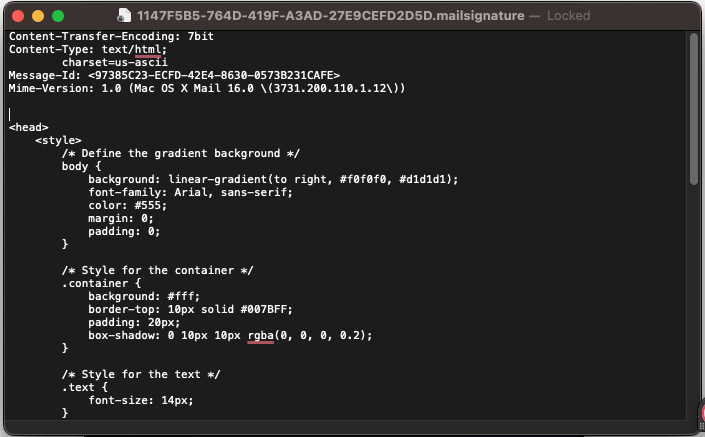 1147F5B5-764D-419F-A3AD-27E9CEFD2D5D.mailsignature — Locked
Content-Transfer-Encoding: 7bit
Content-Type: text/html;
        charset=us-ascii
Message-Id: <97385C23-ECFD-42E4-8630-0573B231CAFE>
Mime-Version: 1.0 (Mac OS X Mail 16.0 \(3731.200.110.1.12\))
<head>
    <style>
        /* Define the gradient background */
        body {
            background: linear-gradient(to right, #f0f0f0, #d1d1d1);
            font-family: Arial, sans-serif;
            color: #555;
            margin: 0;
            padding: 0;
        }
        /* Style for the container */
        .container {
            background: #fff;
            border-top: 10px solid #007BFF;
            padding: 20px;
            box-shadow: 0 10px 10px rgba(0, 0, 0, 0.2);
        }
        /* Style for the text */
        .text {
            font-size: 14px;
        }